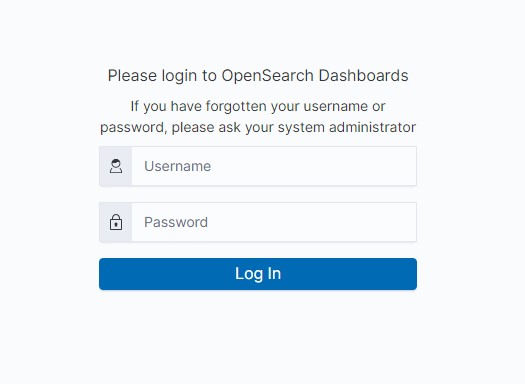 Please login to OpenSearch Dashboards
If you have forgotten your username or
password, please ask your system administrator
Username
Password
Log In